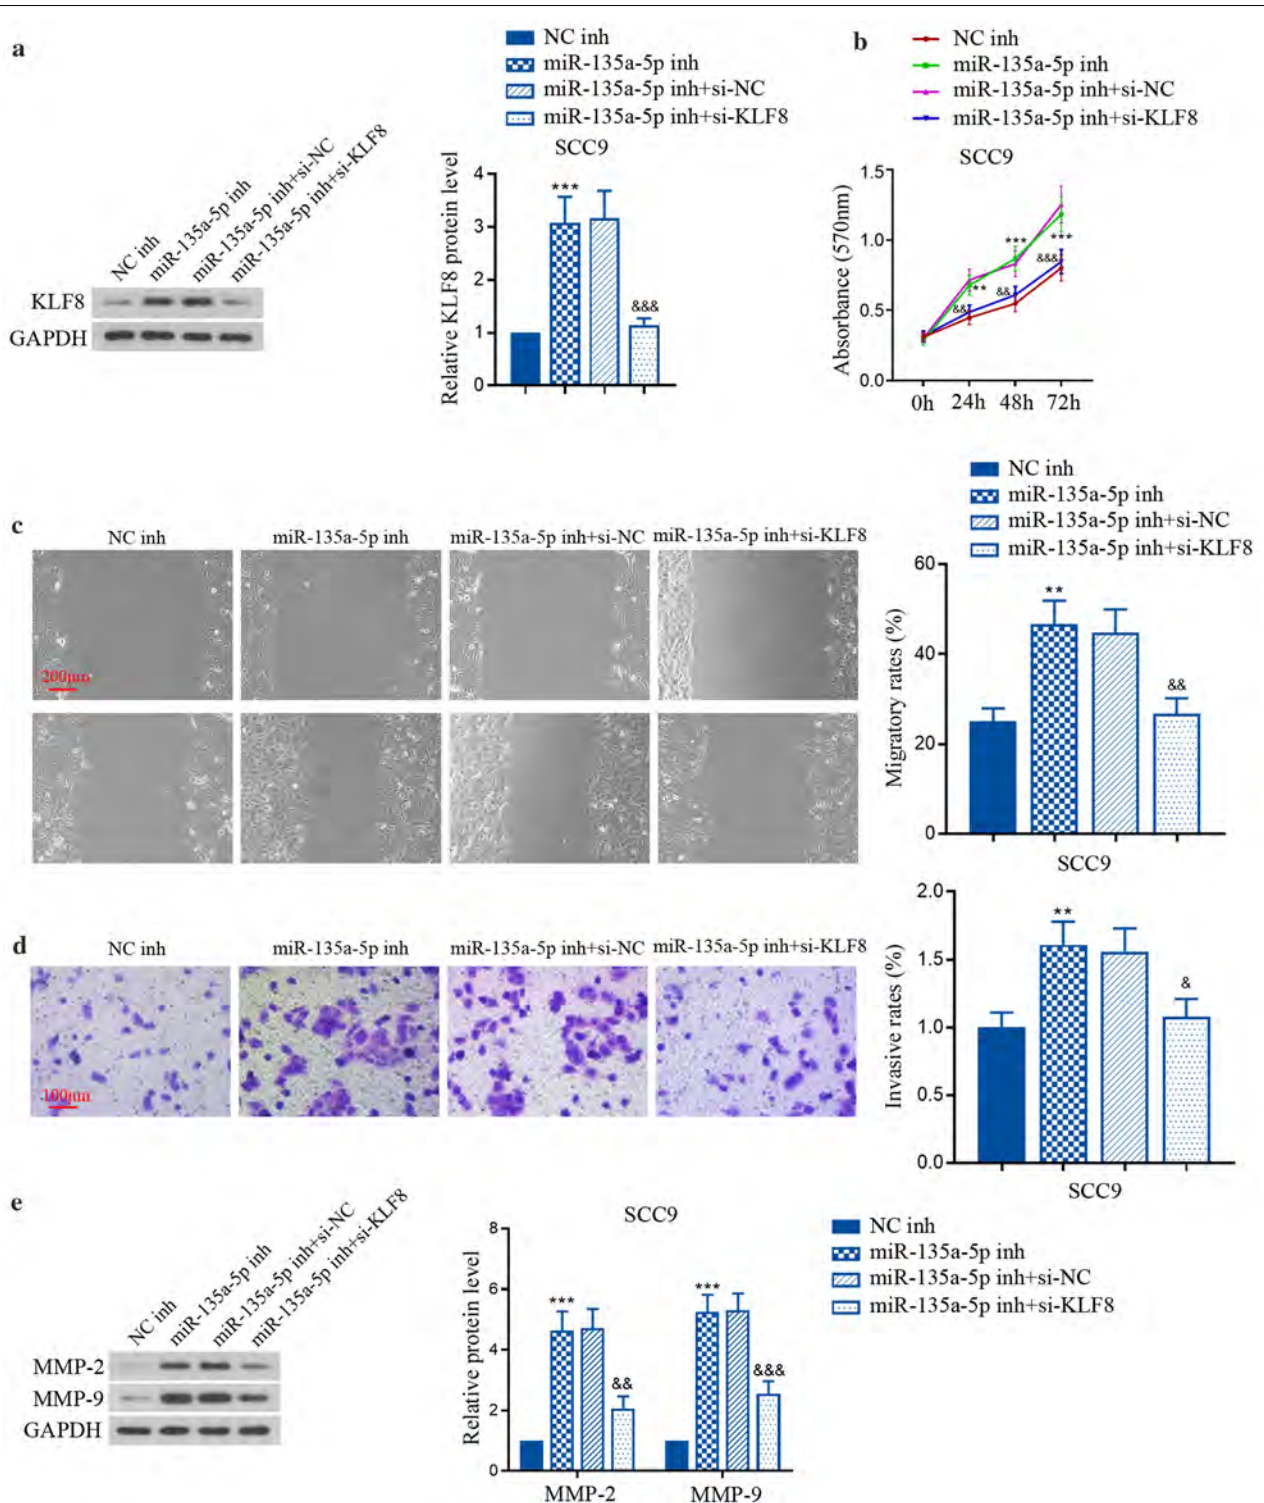 a
NC inh
miR-135a-5p inh
miR-135a-5p inh+si-NC
miR-135a-5p inh+si-KLF8
KLF8
GAPDH
NC inh
miR-135a-5p inh
miR-135a-5p inh+si-NC
miR-135a-5p inh+si-KLF8
SCC9
Relative KLF8 protein level
4
3
2
1
0
***
&&&
b
NC inh
miR-135a-5p inh
miR-135a-5p inh+si-NC
miR-135a-5p inh+si-KLF8
SCC9
Absorbance (570nm)
1.5
1.0
0.5
0.0
&& **
&& ***
&&& ***
0h 24h 48h 72h
c
NC inh miR-135a-5p inh miR-135a-5p inh+si-NC miR-135a-5p inh+si-KLF8
200μm
NC inh
miR-135a-5p inh
miR-135a-5p inh+si-NC
miR-135a-5p inh+si-KLF8
Migratory rates (%)
60
40
20
0
**
&&
SCC9
d
NC inh miR-135a-5p inh miR-135a-5p inh+si-NC miR-135a-5p inh+si-KLF8
100μm
Invasive rates (%)
2.0
1.5
1.0
0.5
0.0
**
&
SCC9
e
NC inh
miR-135a-5p inh
miR-135a-5p inh+si-NC
miR-135a-5p inh+si-KLF8
MMP-2
MMP-9
GAPDH
SCC9
Relative protein level
8
6
4
2
0
***
&&
***
&&&
MMP-2 MMP-9
NC inh
miR-135a-5p inh
miR-135a-5p inh+si-NC
miR-135a-5p inh+si-KLF8